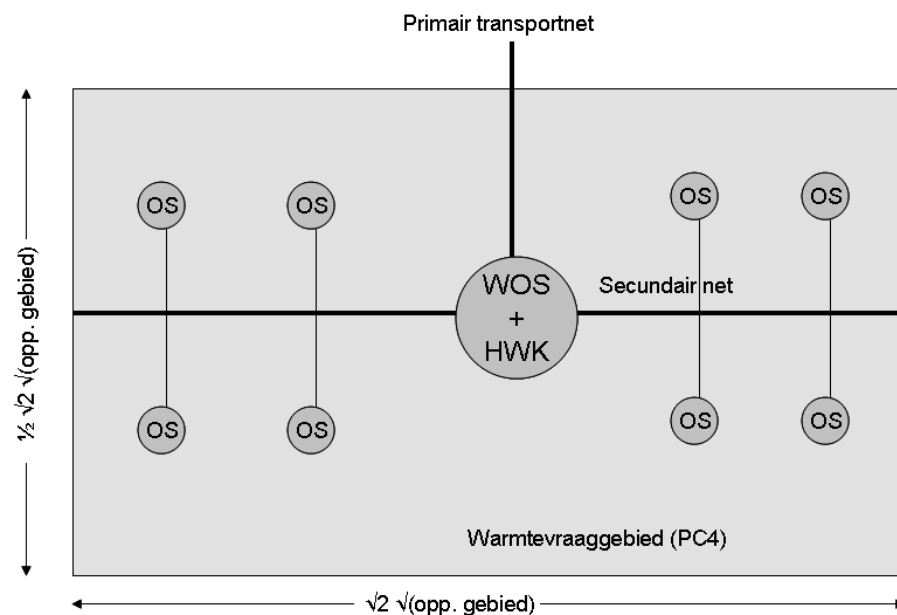 Primair transportnet
½ √2 √(opp. gebied)
OS
OS
OS
OS
WOS
+
HWK
Secundair net
OS
OS
OS
OS
Warmtevraaggebied (PC4)
√2 √(opp. gebied)